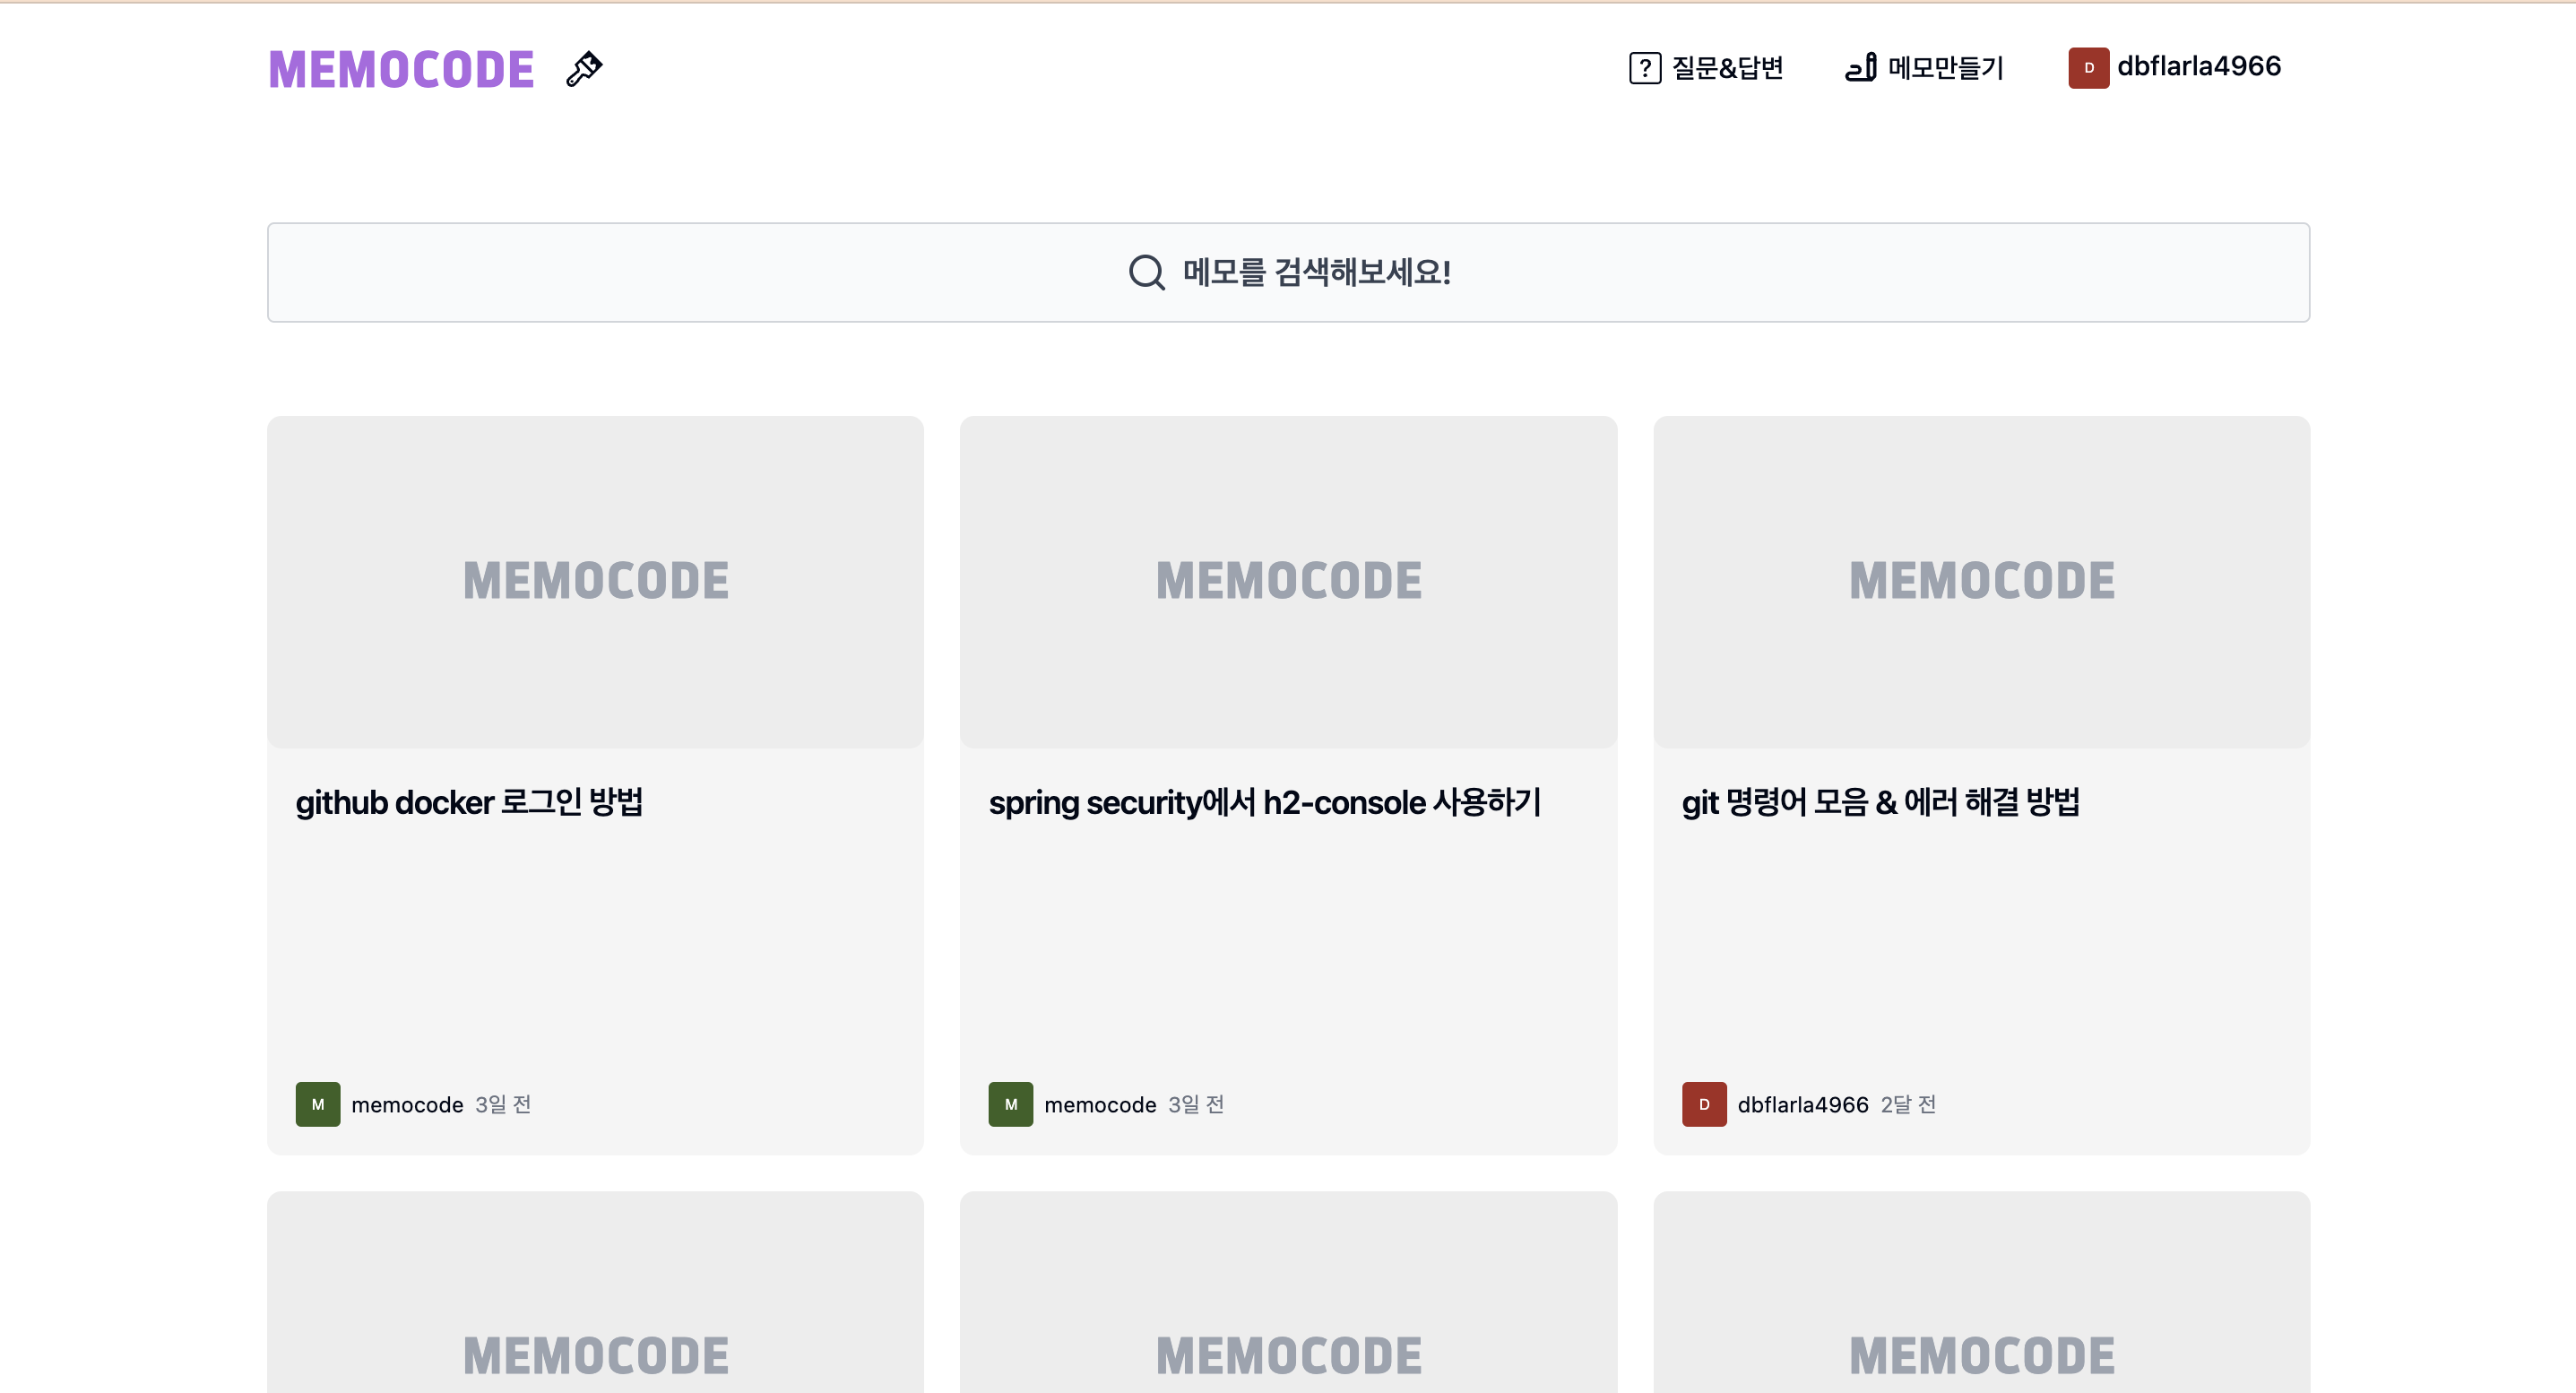 MEMOCODE
? 질문&답변
메모만들기
D dbflarla4966
메모를 검색해보세요!
MEMOCODE
MEMOCODE
MEMOCODE
github docker 로그인 방법
spring security에서 h2-console 사용하기
git 명령어 모음 & 에러 해결 방법
M memocode 3일 전
M memocode 3일 전
D dbflarla4966 2달 전
MEMOCODE
MEMOCODE
MEMOCODE